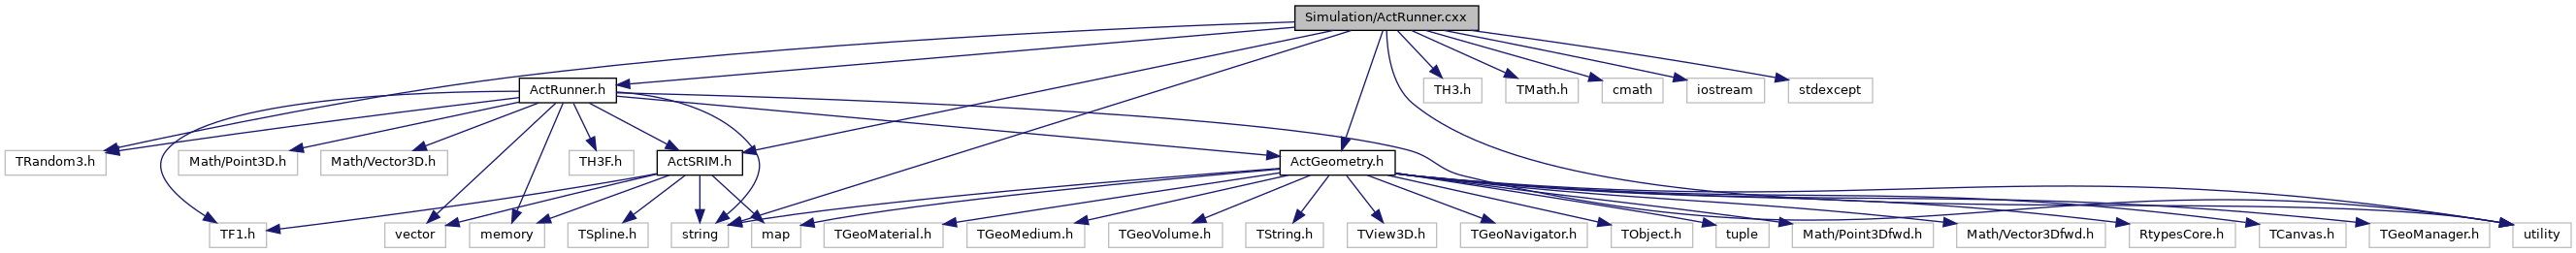 Simulation/ActRunner.cxx
ActRunner.h
TH3.h
TMath.h
cmath
iostream
stdexcept
TRandom3.h
Math/Point3D.h
Math/Vector3D.h
TH3F.h
ActSRIM.h
ActGeometry.h
TF1.h
vector
memory
TSpline.h
string
map
TGeoMaterial.h
TGeoMedium.h
TGeoVolume.h
TString.h
TView3D.h
TGeoNavigator.h
TObject.h
tuple
Math/Point3Dfwd.h
Math/Vector3Dfwd.h
RtypesCore.h
TCanvas.h
TGeoManager.h
utility